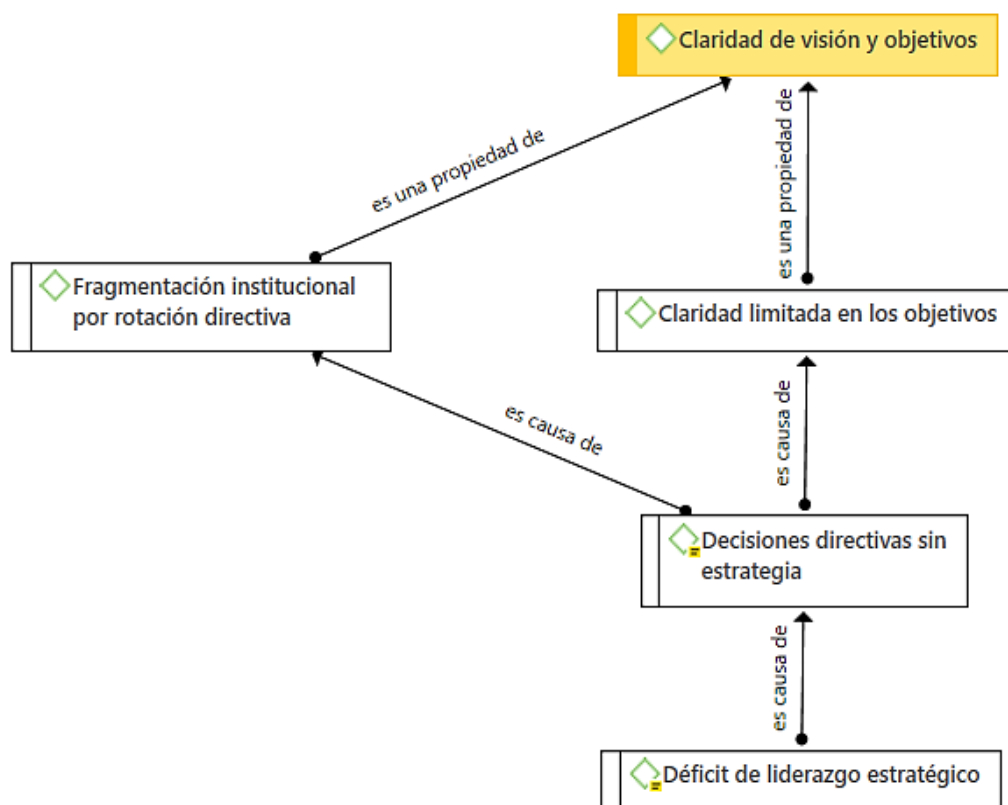 Claridad de visión y objetivos
es una propiedad de
es una propiedad de
Fragmentación institucional
por rotación directiva
Claridad limitada en los objetivos
es causa de
es causa de
Decisiones directivas sin
estrategia
es causa de
Déficit de liderazgo estratégico